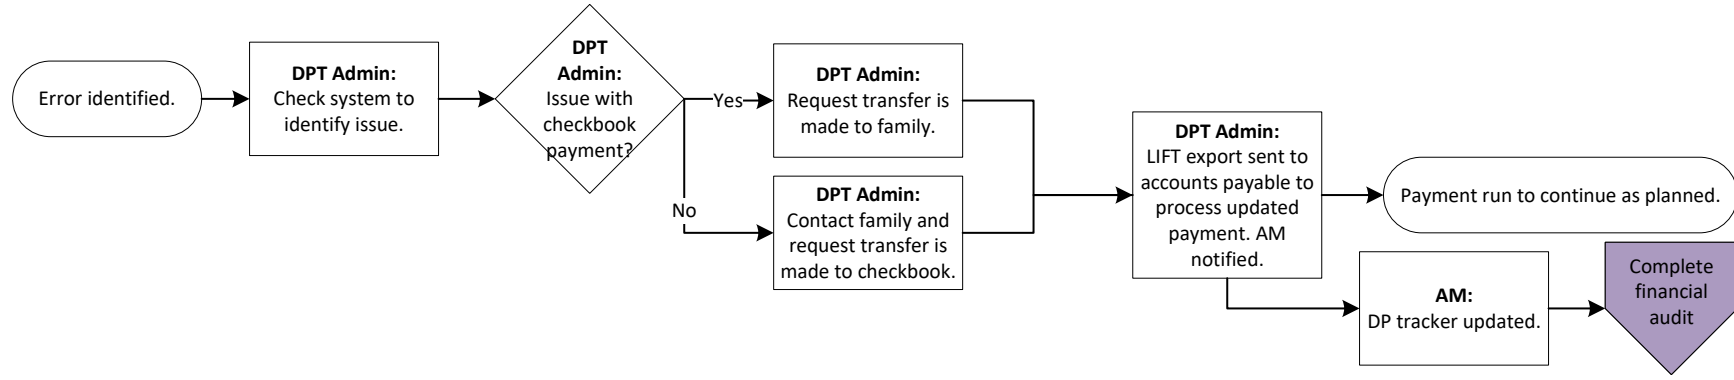 Error identified.
DPT Admin:
Check system to
identify issue.
DPT
Admin:
Issue with
checkbook
payment?
Yes
No
DPT Admin:
Request transfer is
made to family.
DPT Admin:
Contact family and
request transfer is
made to checkbook.
DPT Admin:
LIFT export sent to
accounts payable to
process updated
payment. AM
notified.
Payment run to continue as planned.
AM:
DP tracker updated.
Complete
financial
audit